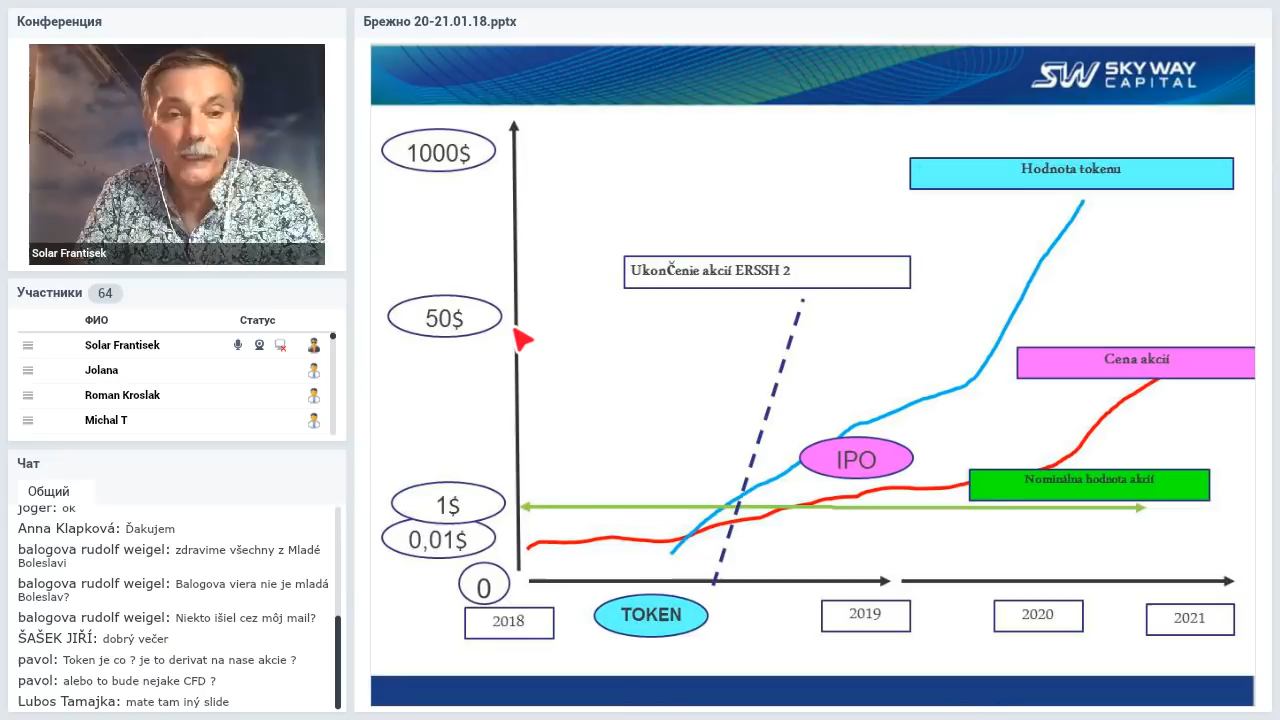 Конференция
Solar Frantisek
Участники 64
ФИО Статус
Solar Frantisek
Jolana
Roman Kroslak
Michal T
Чат
Общий
joger: ok
Anna Klapková: Ďakujem
balogova rudolf weigel: zdravime všechny z Mladé
Boleslavi
balogova rudolf weigel: Balogova viera nie je mladá
Boleslav?
balogova rudolf weigel: Niekto išiel cez môj mail?
ŠAŠEK JIŘÍ: dobrý večer
pavol: Token je co ? je to derivat na nase akcie ?
pavol: alebo to bude nejake CFD ?
Lubos Tamajka: mate tam iný slide
Брежно 20-21.01.18.pptx
SW SKY WAY
CAPITAL
1000$
Hodnota tokenu
UkonČenie akcií ERSSH 2
50$
Cena akcií
IPO
Nominálna hodnota akcií
1$
0,01$
0
TOKEN
2018
2019
2020
2021